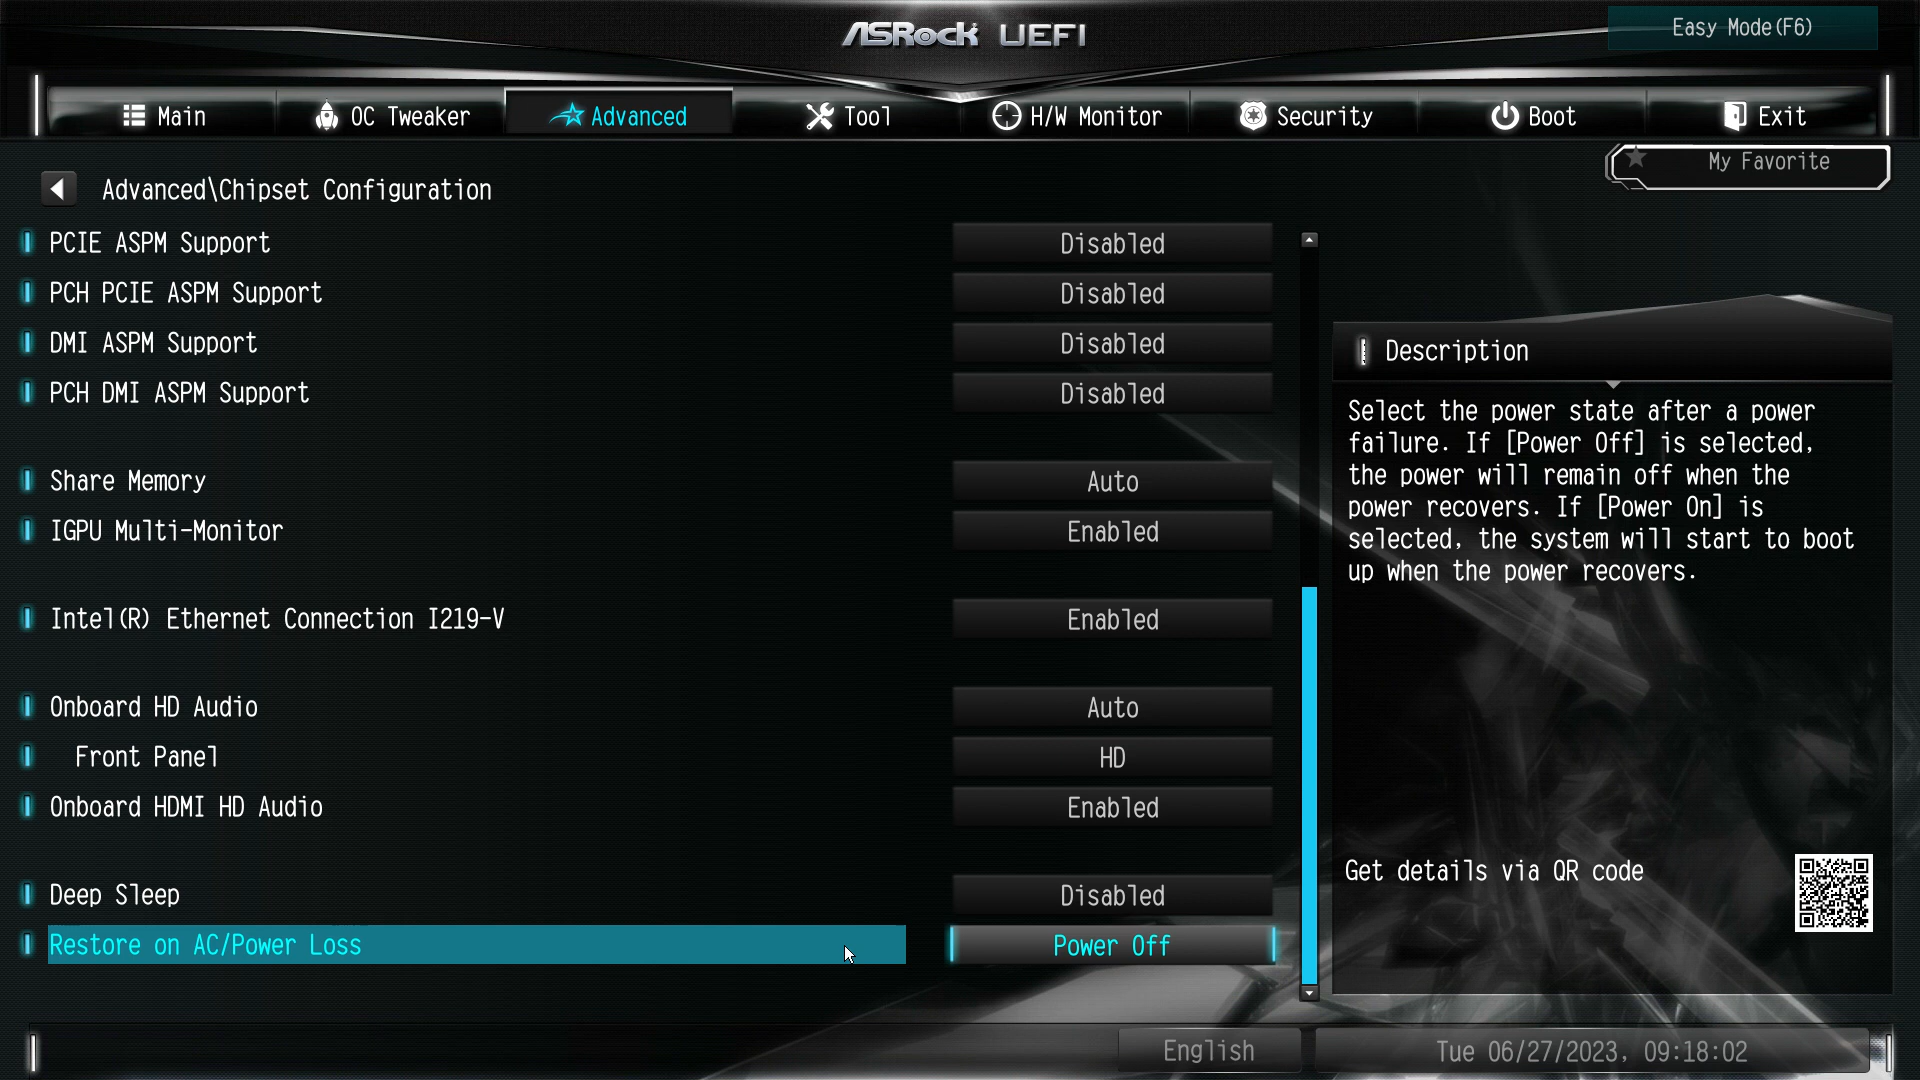 ASRock UEFI
Easy Mode(F6)
Main
OC Tweaker
Advanced
Tool
H/W Monitor
Security
Boot
Exit
My Favorite
Advanced\Chipset Configuration
PCIE ASPM Support Disabled
PCH PCIE ASPM Support Disabled
DMI ASPM Support Disabled
PCH DMI ASPM Support Disabled
Share Memory Auto
IGPU Multi-Monitor Enabled
Intel(R) Ethernet Connection I219-V Enabled
Onboard HD Audio Auto
Front Panel HD
Onboard HDMI HD Audio Enabled
Deep Sleep Disabled
Restore on AC/Power Loss Power Off
Description
Select the power state after a power
failure. If [Power Off] is selected,
the power will remain off when the
power recovers. If [Power On] is
selected, the system will start to boot
up when the power recovers.
Get details via QR code
English
Tue 06/27/2023, 09:18:02